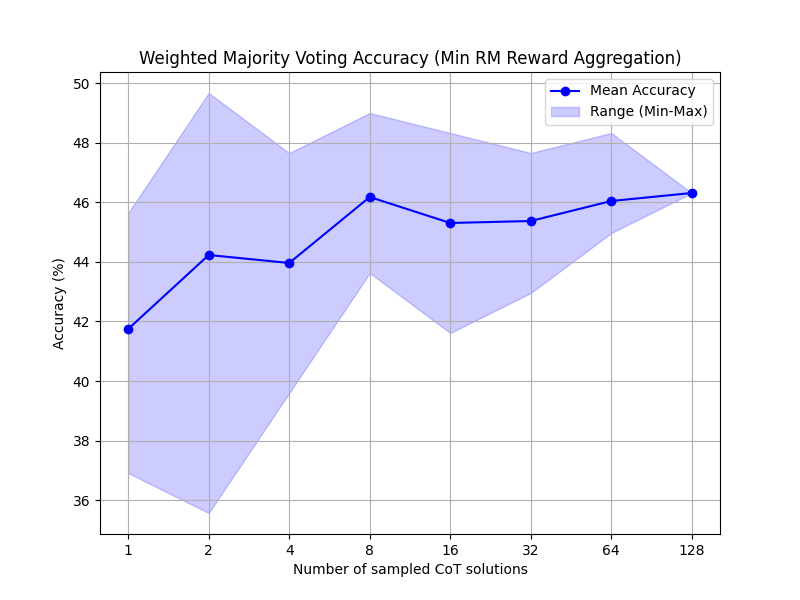 Weighted Majority Voting Accuracy (Min RM Reward Aggregation)
Mean Accuracy
Range (Min-Max)
50
48
46
44
42
40
38
36
Accuracy (%)
1 2 4 8 16 32 64 128
Number of sampled CoT solutions